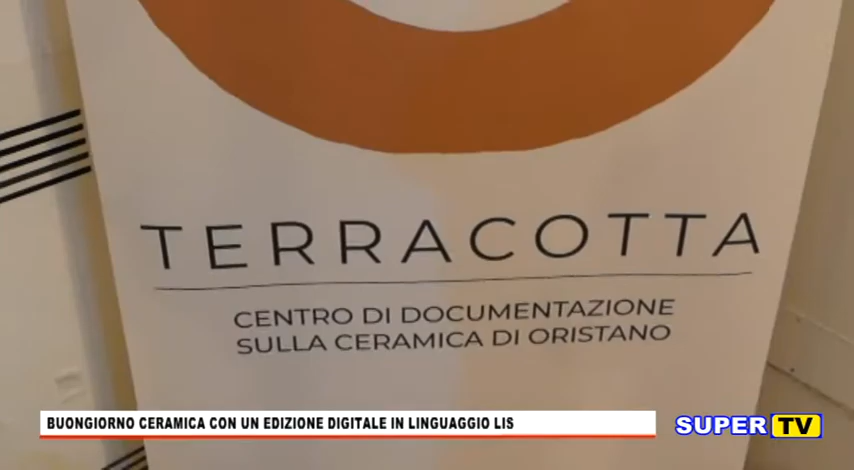 TERRACOTTA
CENTRO DI DOCUMENTAZIONE
SULLA CERAMICA DI ORISTANO
BUONGIORNO CERAMICA CON UN EDIZIONE DIGITALE IN LINGUAGGIO LIS
SUPER TV